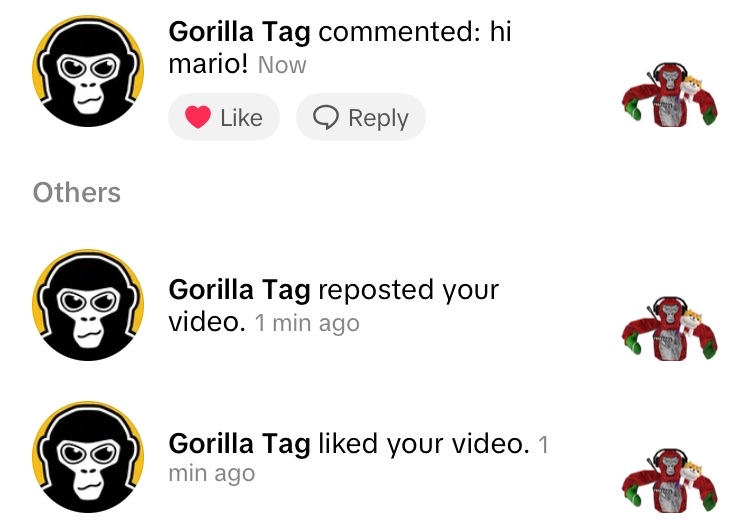 Gorilla Tag commented: hi
mario! Now
Like
Reply
Others
Gorilla Tag reposted your
video. 1 min ago
Gorilla Tag liked your video. 1
min ago